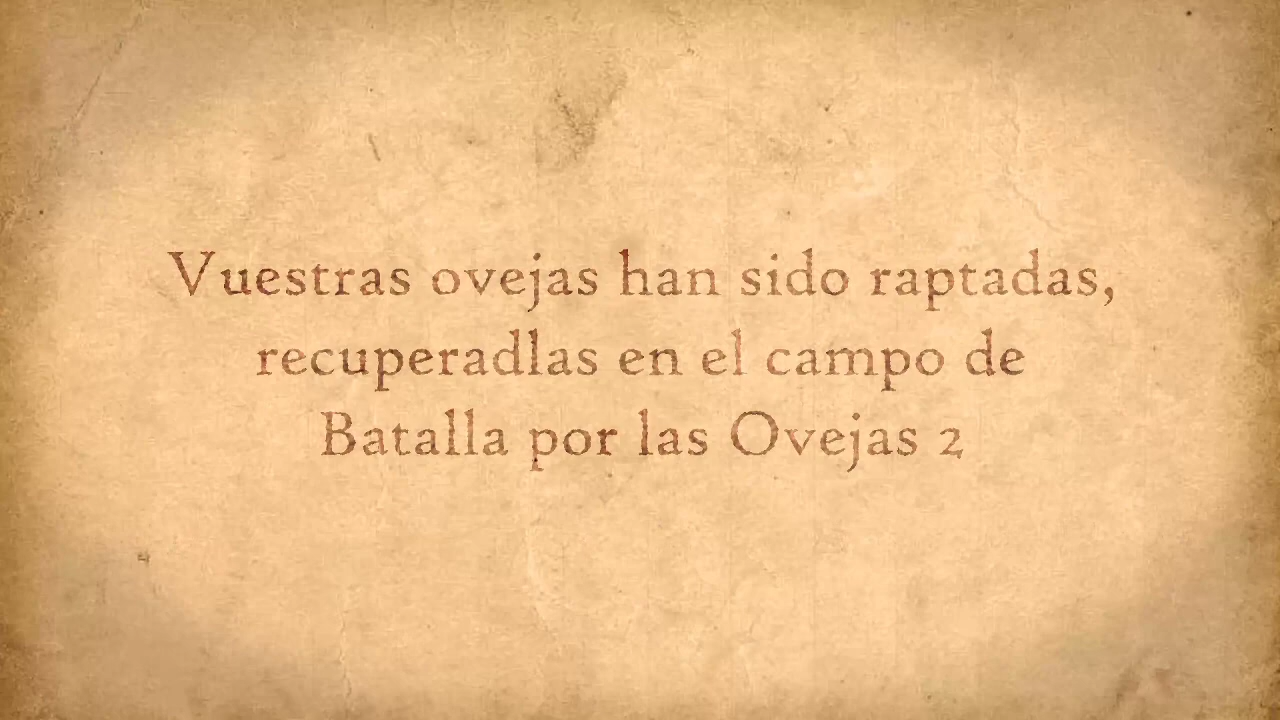 Vuestras ovejas han sido raptadas,
recuperadlas en el campo de
Batalla por las Ovejas 2